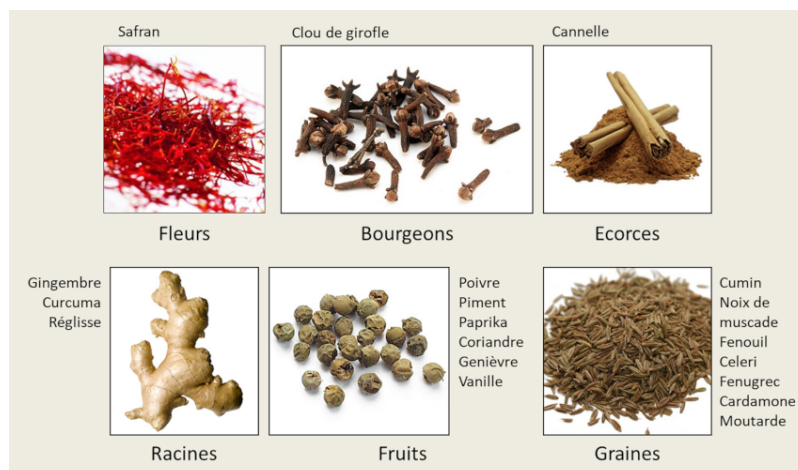 Safran
Clou de girofle
Cannelle
Fleurs
Bourgeons
Ecorces
Gingembre
Curcuma
Réglisse
Poivre
Piment
Paprika
Coriandre
Genièvre
Vanille
Cumin
Noix de
muscade
Fenouil
Celeri
Fenugrec
Cardamone
Moutarde
Racines
Fruits
Graines